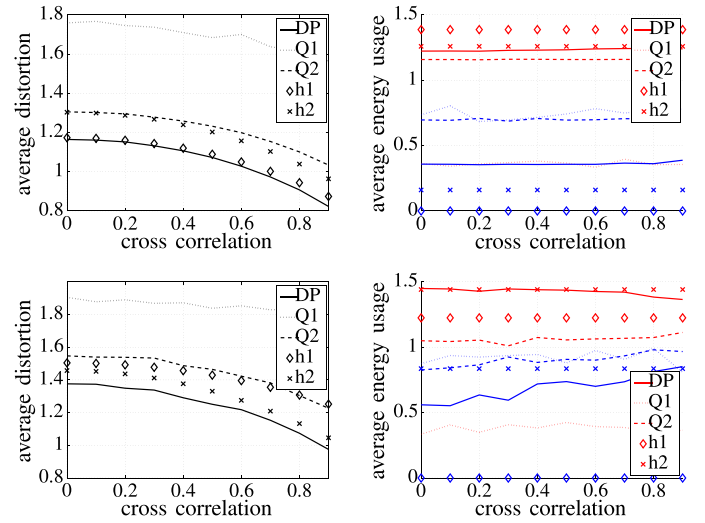 1.8
1.6
1.4
1.2
1
0.8
average distortion
0 0.2 0.4 0.6 0.8
cross correlation
DP
Q1
Q2
h1
h2
1.5
1
0.5
0
average energy usage
0 0.2 0.4 0.6 0.8
cross correlation
DP
Q1
Q2
h1
h2
1.8
1.6
1.4
1.2
1
0.8
average distortion
0 0.2 0.4 0.6 0.8
cross correlation
DP
Q1
Q2
h1
h2
1.5
1
0.5
0
average energy usage
0 0.2 0.4 0.6 0.8
cross correlation
DP
Q1
Q2
h1
h2